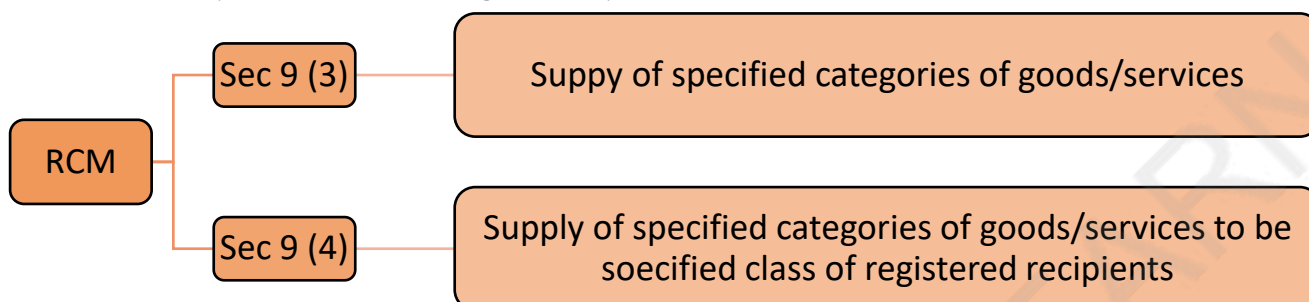 Sec 9 (3)
Suppy of specified categories of goods/services
RCM
Sec 9 (4)
Supply of specified categories of goods/services to be
soecified class of registered recipients